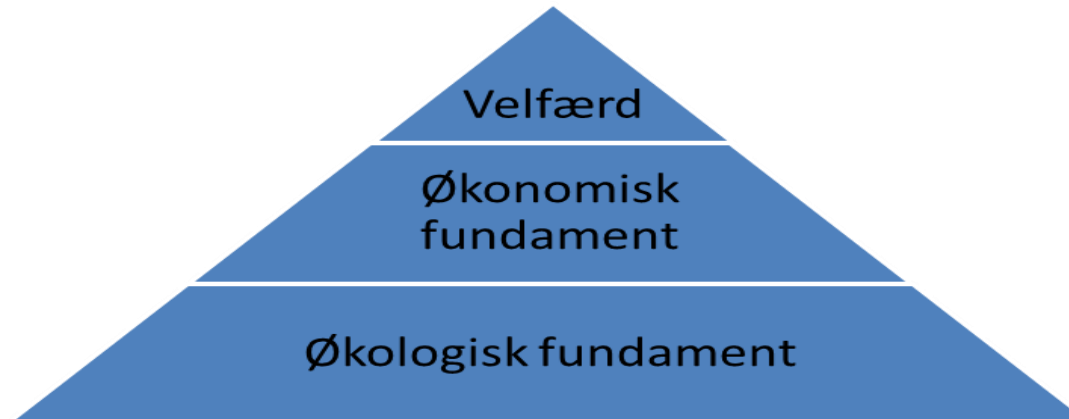 Velfærd
Økonomisk
fundament
Økologisk fundament